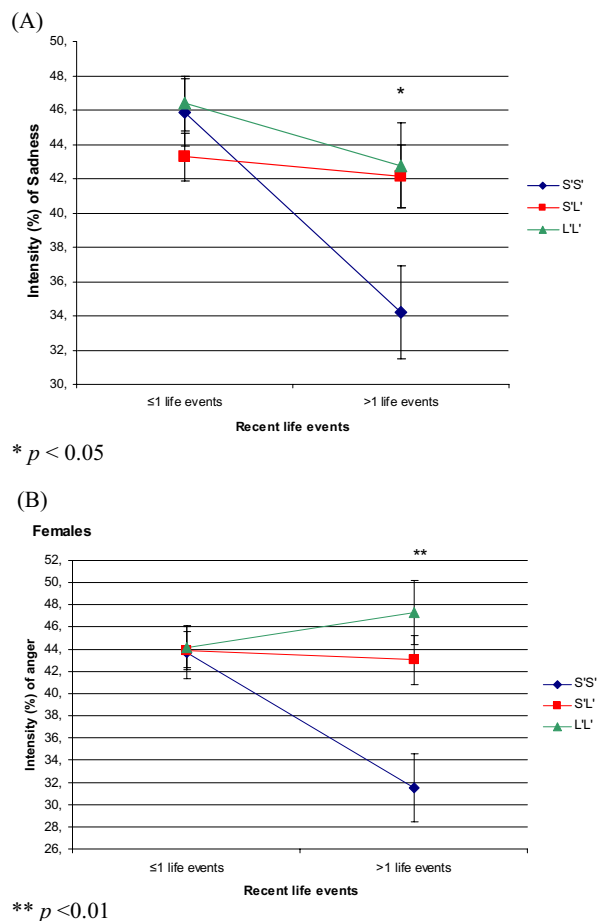 (A)
50,
48,
46,
44,
42,
40,
38,
36,
34,
32,
30,
Intensity (%) of Sadness
*
S'S'
S'L'
L'L'
≤1 life events
>1 life events
Recent life events
* p < 0.05
(B)
Females
52,
50,
48,
46,
44,
42,
40,
38,
36,
34,
32,
30,
28,
26,
Intensity (%) of anger
**
S'S'
S'L'
L'L'
≤1 life events
>1 life events
Recent life events
** p <0.01